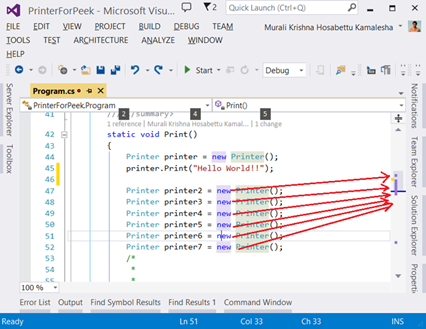 PrinterForPeek - Microsoft Visu...
2
Quick Launch (Ctrl+Q)
FILE EDIT VIEW PROJECT BUILD DEBUG TEAM
Murali Krishna Hosabettu Kamalesha
TOOLS TEST ARCHITECTURE ANALYZE WINDOW
HELP
Start
Debug
Server Explorer
Toolbox
Program.cs
PrinterForPeek.Program
Print()
2
4
5
41 /// </summary>
1 reference | Murali Krishna Hosabettu Kamal... | 1 change
42 static void Print()
43 {
44 Printer printer = new Printer();
45 printer.Print("Hello World!!");
46
47 Printer printer2 = new Printer();
48 Printer printer3 = new Printer();
49 Printer printer4 = new Printer();
50 Printer printer5 = new Printer();
51 Printer printer6 = new Printer();
52 Printer printer7 = new Printer();
53 /*
54 *
55 *
100 %
Notifications
Team Explorer
Solution Explorer
Properti
Error List Output Find Symbol Results Find Results 1 Command Window
Ready Ln 51 Col 33 Ch 33 INS